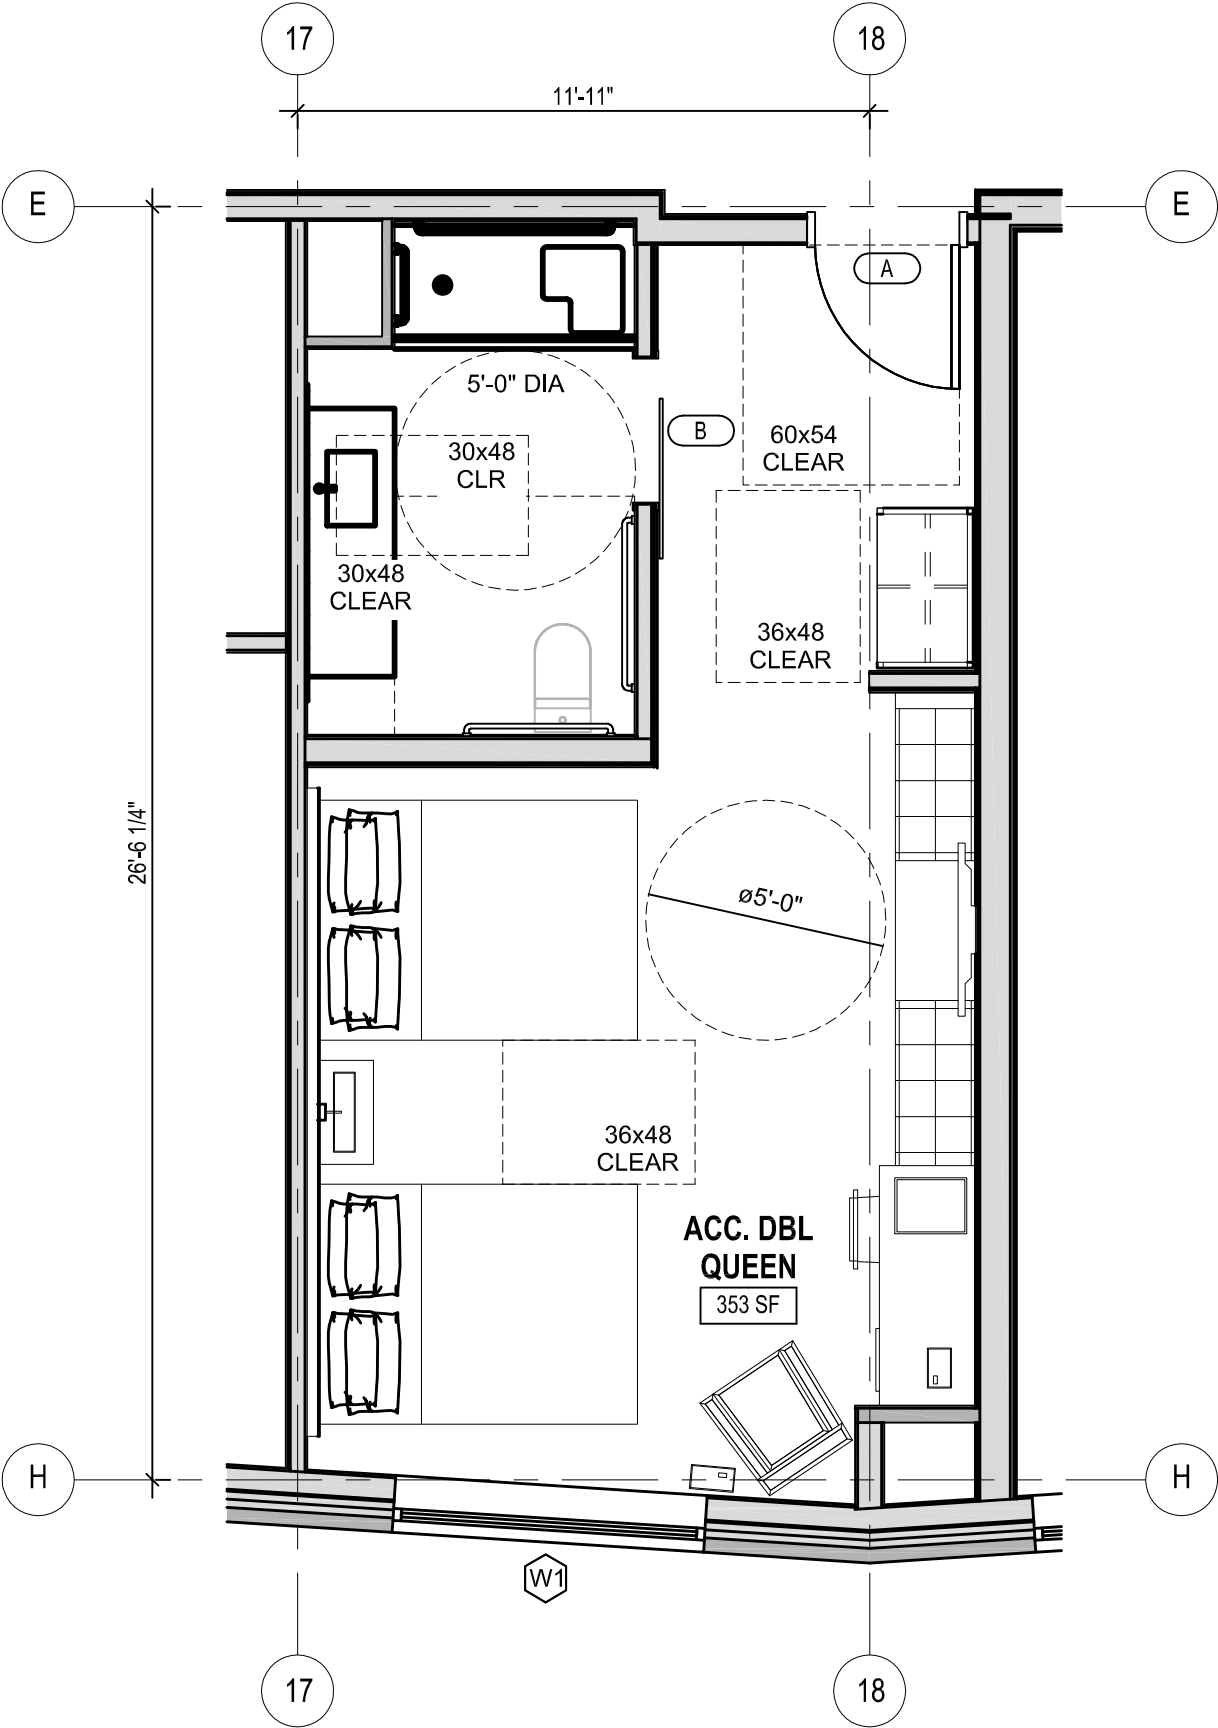 17
18
11'-11"
E
E
A
5'-0" DIA
B
30x48
CLR
60x54
CLEAR
30x48
CLEAR
36x48
CLEAR
26'-6 1/4"
ø5'-0"
36x48
CLEAR
ACC. DBL
QUEEN
353 SF
H
H
W1
17
18